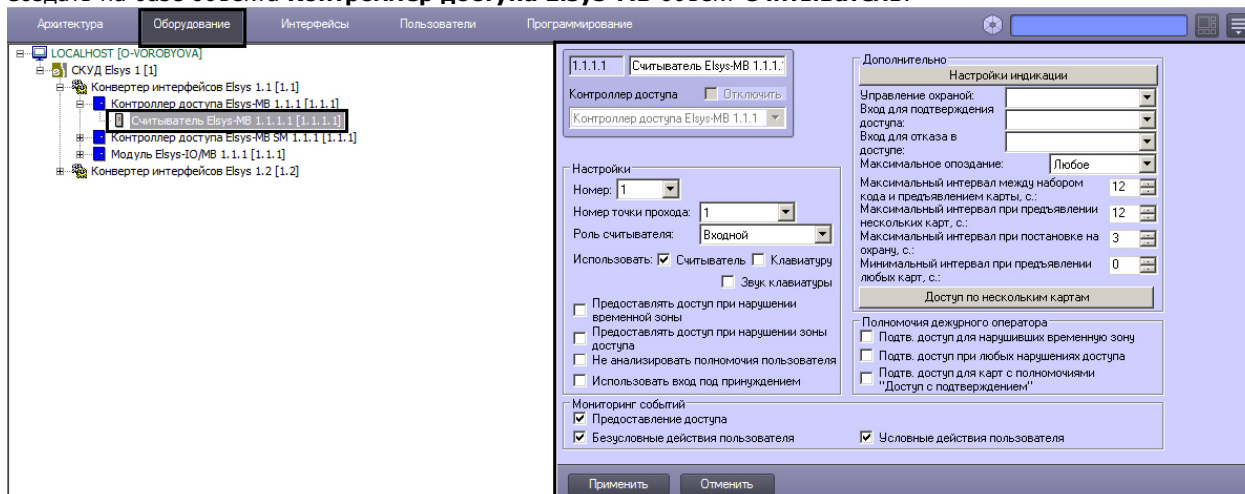 Создать на базе объекта Контроллер доступа Elsys-MB объект Считыватель.
Архитектура Оборудование Интерфейсы Пользователи Программирование
LOCALHOST [O-VOROBYOVA]
СКУД Elsys 1 [1]
Конвертер интерфейсов Elsys 1.1 [1.1]
Контроллер доступа Elsys-MB 1.1.1 [1.1.1]
Считыватель Elsys-MB 1.1.1.1 [1.1.1.1]
Контроллер доступа Elsys-MB SM 1.1.1 [1.1.1]
Модуль Elsys-IO/MB 1.1.1 [1.1.1]
Конвертер интерфейсов Elsys 1.2 [1.2]
1.1.1.1 Считыватель Elsys-MB 1.1.1.
Контроллер доступа Отключить
Контроллер доступа Elsys-MB 1.1.1
Настройки
Номер: 1
Номер точки прохода: 1
Роль считывателя: Входной
Использовать: Считыватель Клавиатуру
Звук клавиатуры
Предоставлять доступ при нарушении
временной зоны
Предоставлять доступ при нарушении зоны
доступа
Не анализировать полномочия пользователя
Использовать вход под принуждением
Дополнительно
Настройки индикации
Управление охраной:
Вход для подтверждения
доступа:
Вход для отказа в
доступе:
Максимальное опоздание: Любое
Максимальный интервал между набором
кода и предъявлением карты, с.: 12
Максимальный интервал при предъявлении
нескольких карт, с.: 12
Максимальный интервал при постановке на
охрану, с.: 3
Минимальный интервал при предъявлении
любых карт, с.: 0
Доступ по нескольким картам
Полномочия дежурного оператора
Подтв. доступ для нарушивших временную зону
Подтв. доступ при любых нарушениях доступа
Подтв. доступ для карт с полномочиями
"Доступ с подтверждением"
Мониторинг событий
Предоставление доступа
Безусловные действия пользователя Условные действия пользователя
Применить Отменить